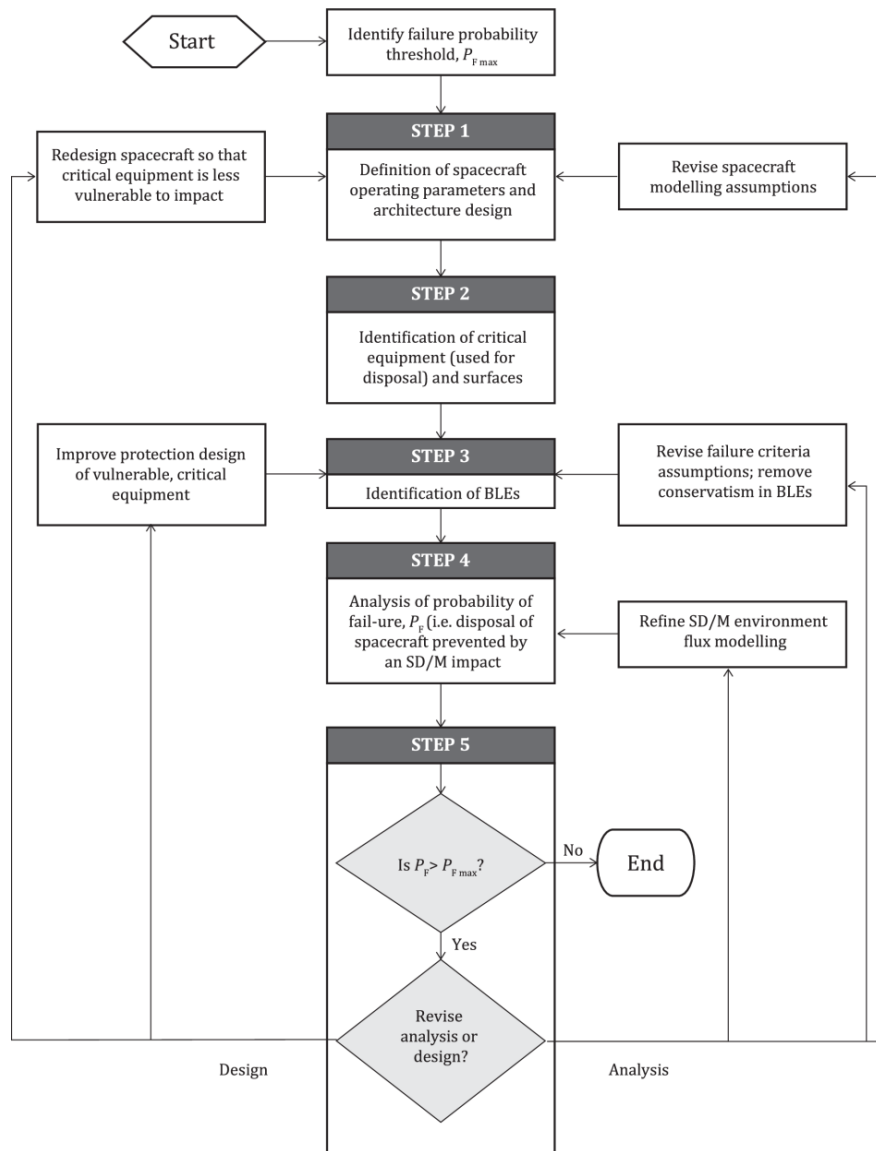 Start
Identify failure probability
threshold, P_F max
STEP 1
Definition of spacecraft
operating parameters and
architecture design
Redesign spacecraft so that
critical equipment is less
vulnerable to impact
Revise spacecraft
modelling assumptions
STEP 2
Identification of critical
equipment (used for
disposal) and surfaces
STEP 3
Identification of BLEs
Improve protection design
of vulnerable, critical
equipment
Revise failure criteria
assumptions; remove
conservatism in BLEs
STEP 4
Analysis of probability of
fail-ure, P_F (i.e. disposal of
spacecraft prevented by
an SD/M impact
Refine SD/M environment
flux modelling
STEP 5
Is P_F > P_F max?
No
End
Yes
Revise
analysis or
design?
Design
Analysis